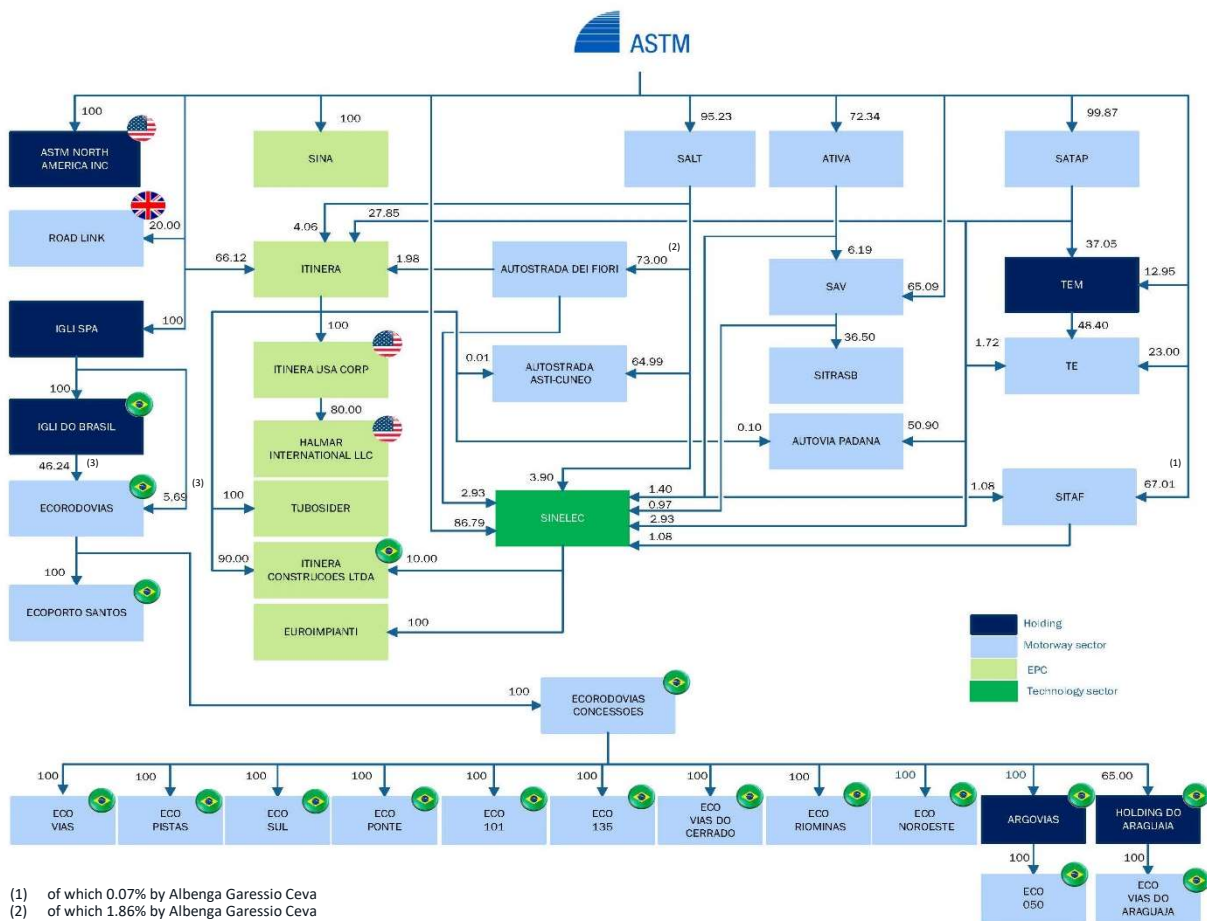 ASTM
100
100
95.23
72.34
99.87
ASTM NORTH
AMERICA INC
SINA
SALT
ATIVA
SATAP
27.85
ROAD LINK
20.00
4.06
37.05
66.12
ITINERA
1.98
AUTOSTRADA DEI FIORI
73.00
(2)
6.19
SAV
65.09
TEM
12.95
IGLI SPA
100
100
36.50
48.40
0.01
1.72
ITINERA USA CORP
AUTOSTRADA
ASTI-CUNEO
64.99
SITRASB
TE
23.00
100
80.00
IGLI DO BRASIL
HALMAR
INTERNATIONAL LLC
0.10
AUTOVIA PADANA
50.90
46.24
(3)
(3)
3.90
(1)
ECORODOVIAS
5.69
100
TUBOSIDER
2.93
86.79
SINELEC
1.40
0.97
2.93
1.08
1.08
SITAF
67.01
100
90.00
ITINERA
CONSTRUCOES LTDA
10.00
ECOPORTO SANTOS
EUROIMPIANTI
100
Holding
Motorway sector
EPC
Technology sector
100
ECORODOVIAS
CONCESSOES
100
100
100
100
100
100
100
100
100
100
65.00
ECO
VIAS
ECO
PISTAS
ECO
SUL
ECO
PONTE
ECO
101
ECO
135
ECO
VIAS DO
CERRADO
ECO
RIOMINAS
ECO
NOROESTE
ARGOVIAS
HOLDING DO
ARAGUAIA
100
100
ECO
050
ECO
VIAS DO
ARAGUAJA
(1) of which 0.07% by Albenga Garessio Ceva
(2) of which 1.86% by Albenga Garessio Ceva